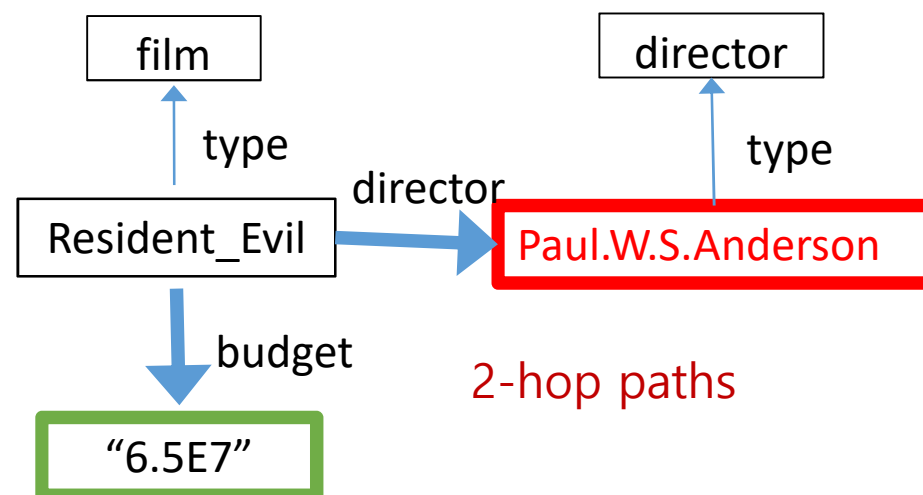 film
director
type
type
director
Resident_Evil
Paul.W.S.Anderson
budget
2-hop paths
“6.5E7”